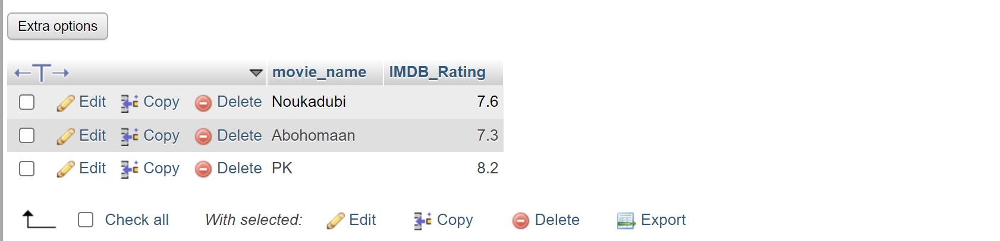 Extra options
movie_name IMDB_Rating
Edit Copy Delete Noukadubi 7.6
Edit Copy Delete Abohomaan 7.3
Edit Copy Delete PK 8.2
Check all With selected: Edit Copy Delete Export